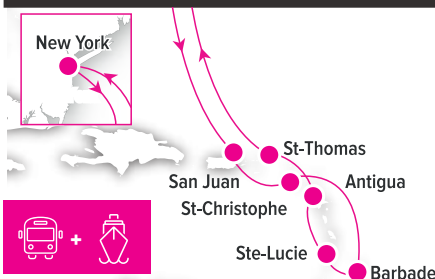 New York
St-Thomas
San Juan
Antigua
St-Christophe
+
Ste-Lucie
Barbade